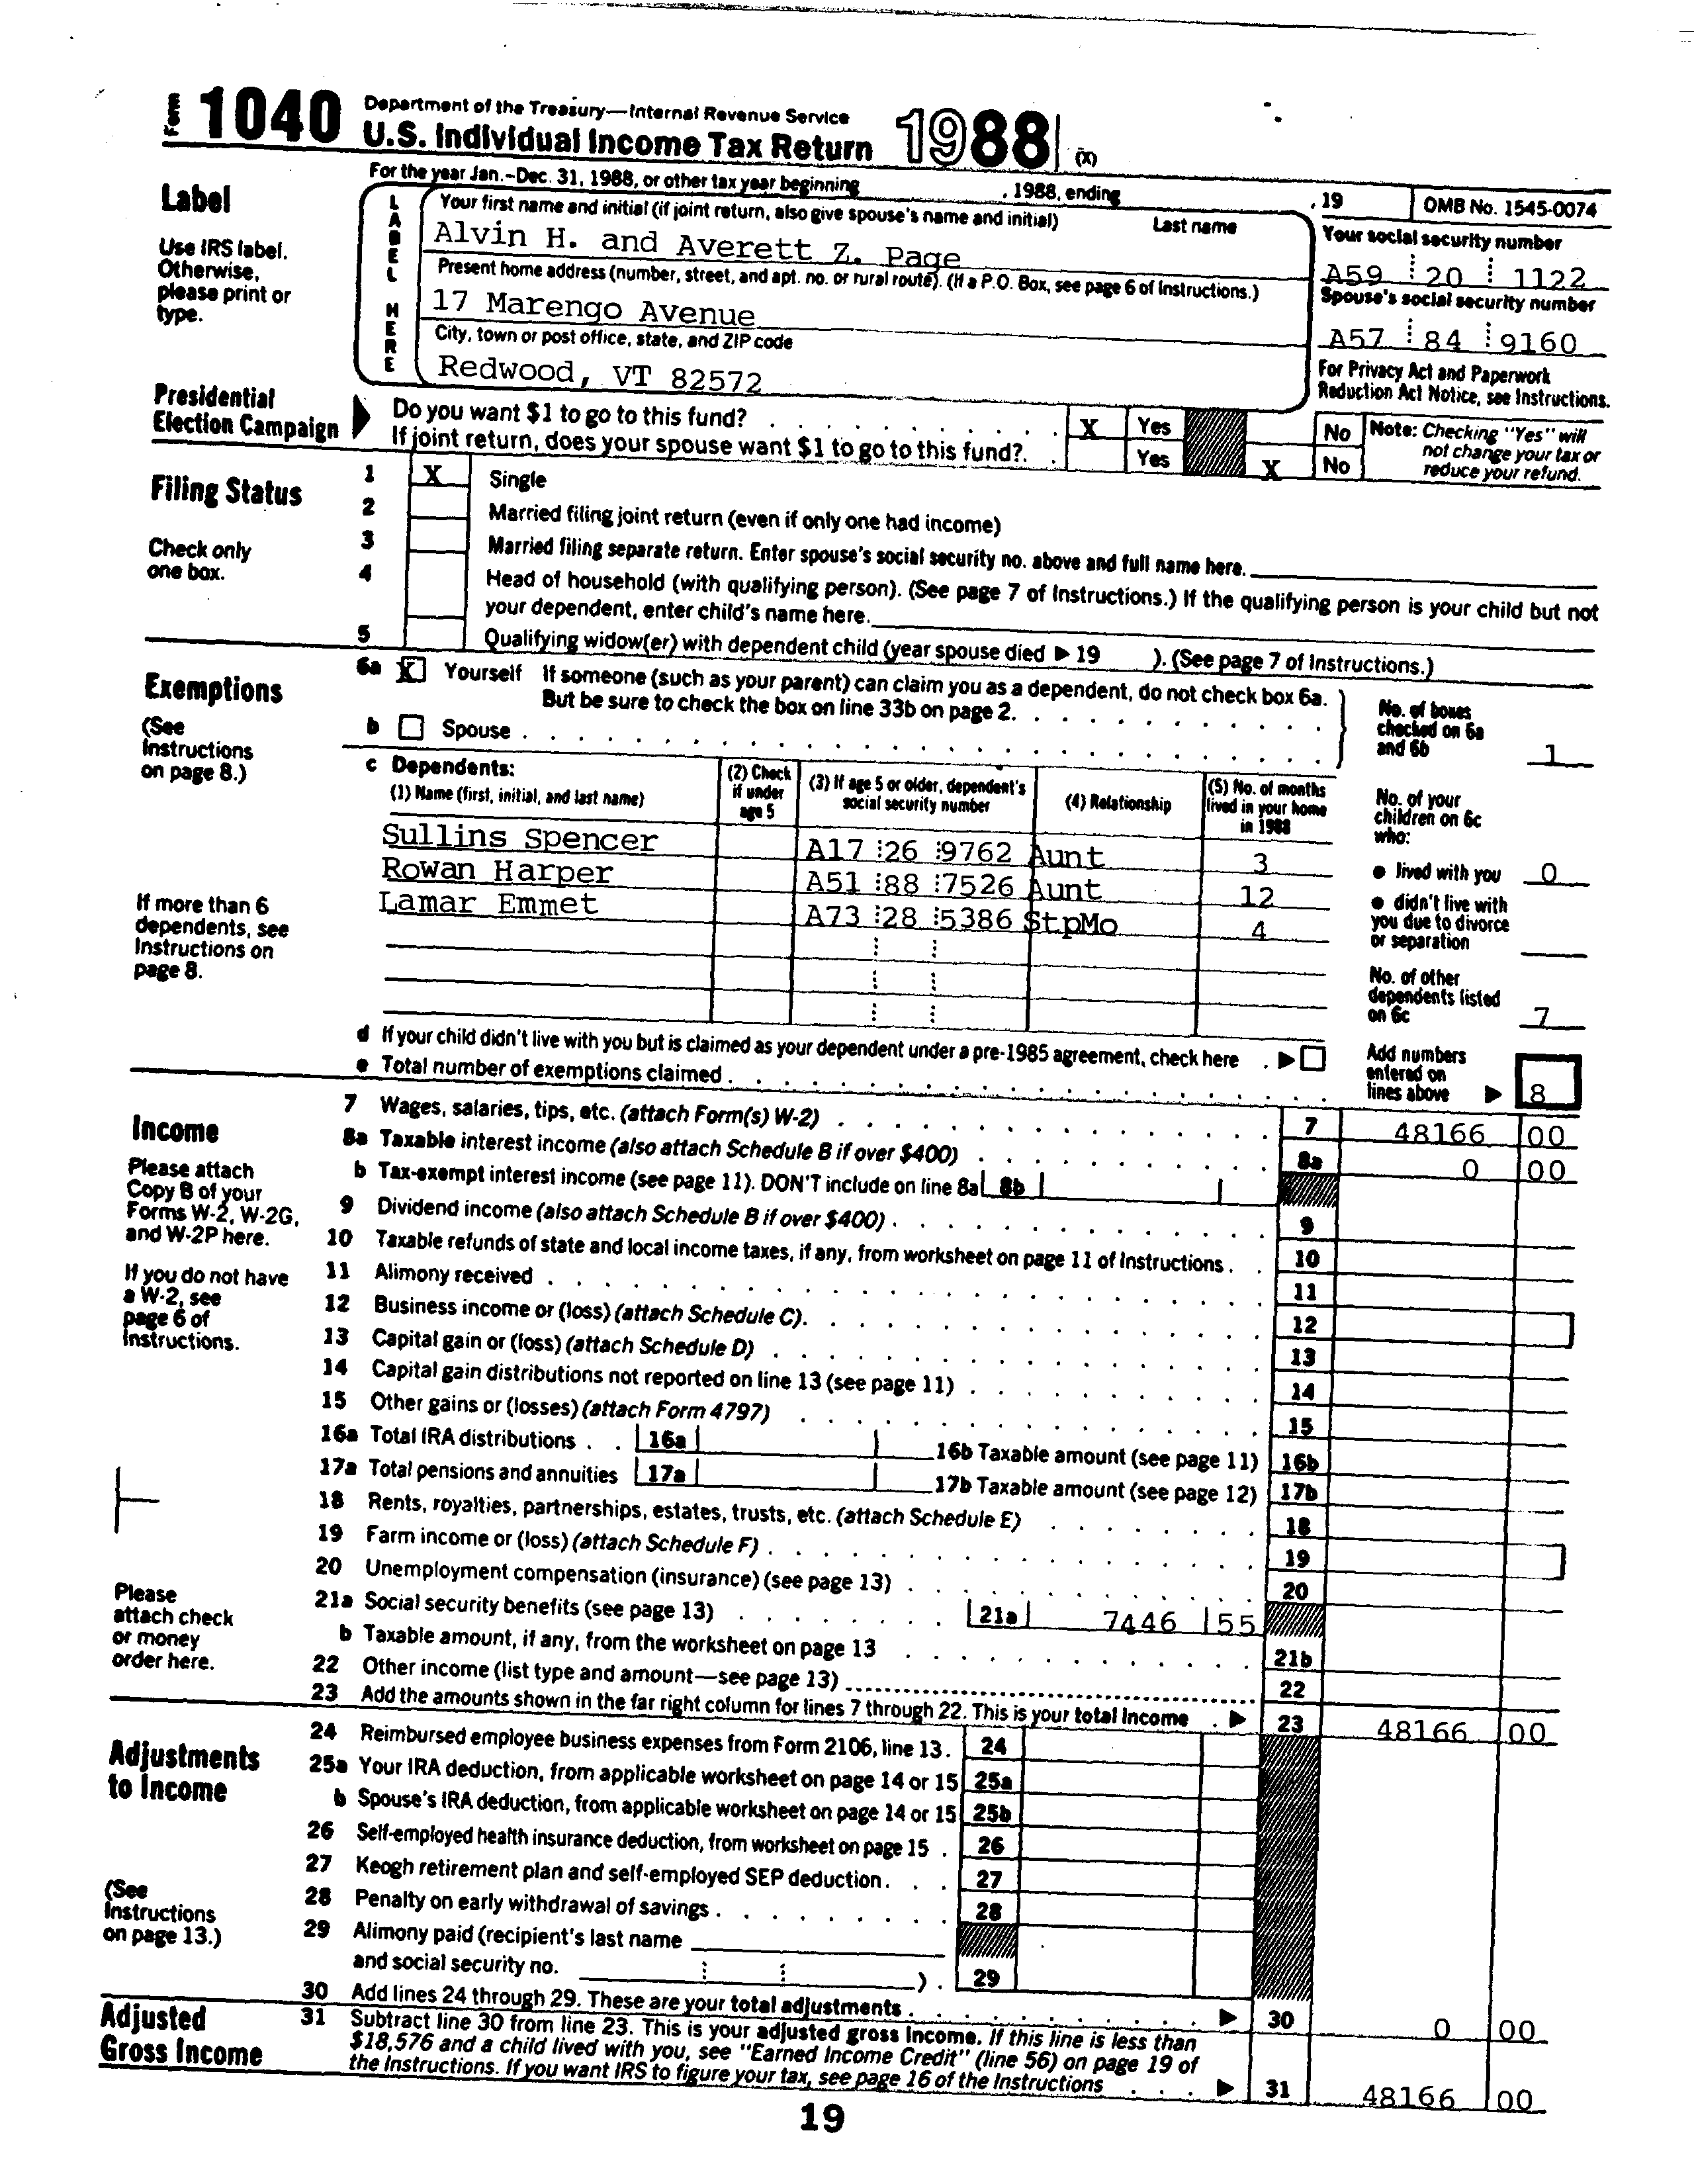 Form 1040 Department of the Treasury—Internal Revenue Service
U.S. Individual Income Tax Return 1988 (X)
For the year Jan.–Dec. 31, 1988, or other tax year beginning , 1988, ending , 19 OMB No. 1545-0074
Label
Use IRS label. Otherwise, please print or type.
LABEL HERE
Your first name and initial (if joint return, also give spouse's name and initial) Last name
Alvin H. and Averett Z. Page
Your social security number
A59 20 1122
Present home address (number, street, and apt. no. or rural route). (If a P.O. Box, see page 6 of Instructions.)
17 Marengo Avenue
Spouse's social security number
A57 84 9160
City, town or post office, state, and ZIP code
Redwood, VT 82572
For Privacy Act and Paperwork Reduction Act Notice, see Instructions.
Presidential Election Campaign
Do you want $1 to go to this fund? X Yes No
If joint return, does your spouse want $1 to go to this fund? Yes X No
Note: Checking "Yes" will not change your tax or reduce your refund.
Filing Status
Check only one box.
1 X Single
2 Married filing joint return (even if only one had income)
3 Married filing separate return. Enter spouse's social security no. above and full name here.
4 Head of household (with qualifying person). (See page 7 of Instructions.) If the qualifying person is your child but not
your dependent, enter child's name here.
5 Qualifying widow(er) with dependent child (year spouse died ▶ 19 ). (See page 7 of Instructions.)
Exemptions
(See Instructions on page 8.)
6a X Yourself If someone (such as your parent) can claim you as a dependent, do not check box 6a.
But be sure to check the box on line 33b on page 2.
b Spouse
No. of boxes checked on 6a and 6b 1
c Dependents:
(1) Name (first, initial, and last name) (2) Check if under age 5 (3) If age 5 or older, dependent's social security number (4) Relationship (5) No. of months lived in your home in 1988
Sullins Spencer A17 26 9762 Aunt 3
Rowan Harper A51 88 7526 Aunt 12
Lamar Emmet A73 28 5386 StpMo 4
If more than 6 dependents, see Instructions on page 8.
No. of your children on 6c who:
● lived with you 0
● didn't live with you due to divorce or separation
No. of other dependents listed on 6c 7
d If your child didn't live with you but is claimed as your dependent under a pre-1985 agreement, check here ▶
e Total number of exemptions claimed
Add numbers entered on lines above ▶ 8
Income
Please attach Copy B of your Forms W-2, W-2G, and W-2P here.
If you do not have a W-2, see page 6 of Instructions.
Please attach check or money order here.
7 Wages, salaries, tips, etc. (attach Form(s) W-2) 7 48166 00
8a Taxable interest income (also attach Schedule B if over $400) 8a 0 00
b Tax-exempt interest income (see page 11). DON'T include on line 8a 8b
9 Dividend income (also attach Schedule B if over $400) 9
10 Taxable refunds of state and local income taxes, if any, from worksheet on page 11 of Instructions 10
11 Alimony received 11
12 Business income or (loss) (attach Schedule C) 12
13 Capital gain or (loss) (attach Schedule D) 13
14 Capital gain distributions not reported on line 13 (see page 11) 14
15 Other gains or (losses) (attach Form 4797) 15
16a Total IRA distributions 16a 16b Taxable amount (see page 11) 16b
17a Total pensions and annuities 17a 17b Taxable amount (see page 12) 17b
18 Rents, royalties, partnerships, estates, trusts, etc. (attach Schedule E) 18
19 Farm income or (loss) (attach Schedule F) 19
20 Unemployment compensation (insurance) (see page 13) 20
21a Social security benefits (see page 13) 21a 7446 55
b Taxable amount, if any, from the worksheet on page 13 21b
22 Other income (list type and amount—see page 13) 22
23 Add the amounts shown in the far right column for lines 7 through 22. This is your total income ▶ 23 48166 00
Adjustments to Income
(See Instructions on page 13.)
24 Reimbursed employee business expenses from Form 2106, line 13. 24
25a Your IRA deduction, from applicable worksheet on page 14 or 15 25a
b Spouse's IRA deduction, from applicable worksheet on page 14 or 15 25b
26 Self-employed health insurance deduction, from worksheet on page 15 26
27 Keogh retirement plan and self-employed SEP deduction 27
28 Penalty on early withdrawal of savings 28
29 Alimony paid (recipient's last name
and social security no. ) 29
30 Add lines 24 through 29. These are your total adjustments ▶ 30 0 00
Adjusted Gross Income
31 Subtract line 30 from line 23. This is your adjusted gross income. If this line is less than
$18,576 and a child lived with you, see "Earned Income Credit" (line 56) on page 19 of
the Instructions. If you want IRS to figure your tax, see page 16 of the Instructions ▶ 31 48166 00
19